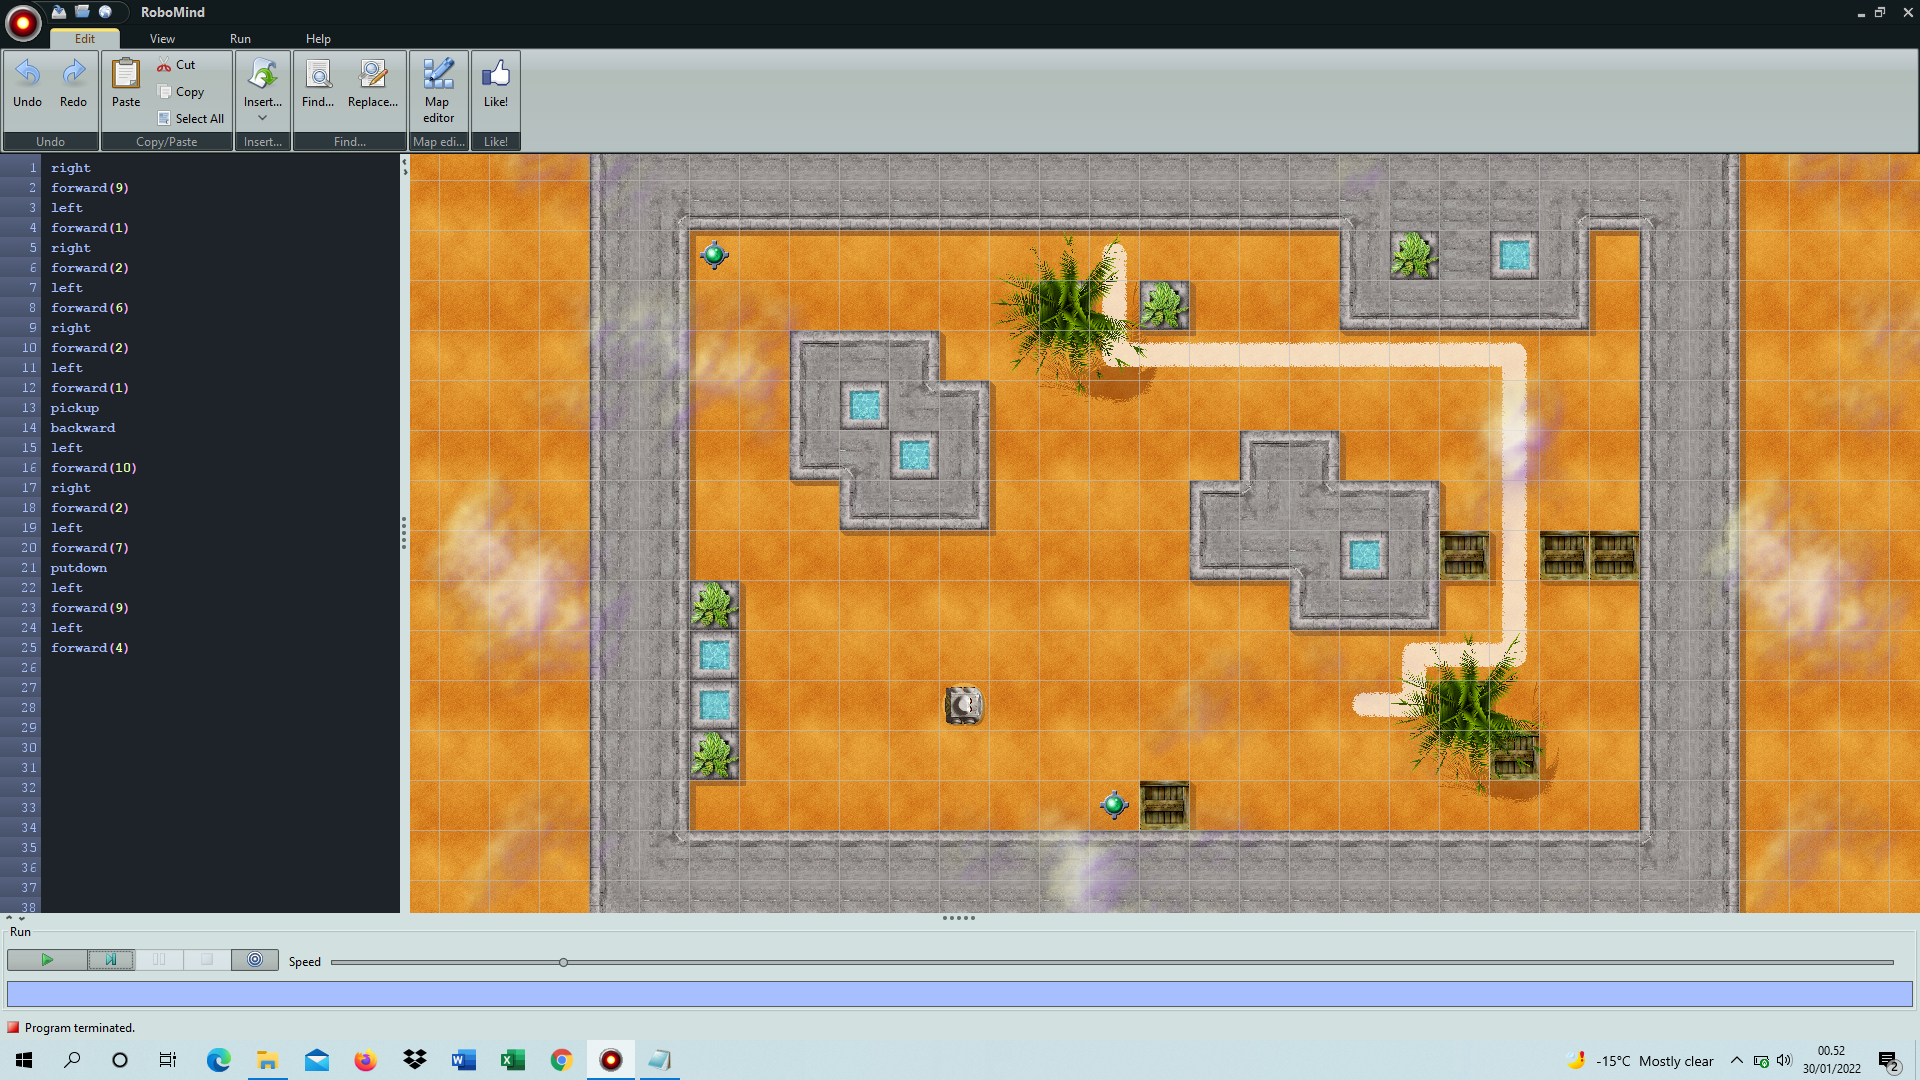 RoboMind
Edit View Run Help
Undo Redo Paste Cut Copy Select All Insert... Find... Replace... Map editor Like!
Undo Copy/Paste Insert... Find... Map edi... Like!
1 right
2 forward(9)
3 left
4 forward(1)
5 right
6 forward(2)
7 left
8 forward(6)
9 right
10 forward(2)
11 left
12 forward(1)
13 pickup
14 backward
15 left
16 forward(10)
17 right
18 forward(2)
19 left
20 forward(7)
21 putdown
22 left
23 forward(9)
24 left
25 forward(4)
26
27
28
29
30
31
32
33
34
35
36
37
38
Run
Speed
Program terminated.
-15°C Mostly clear
00.52
30/01/2022
2